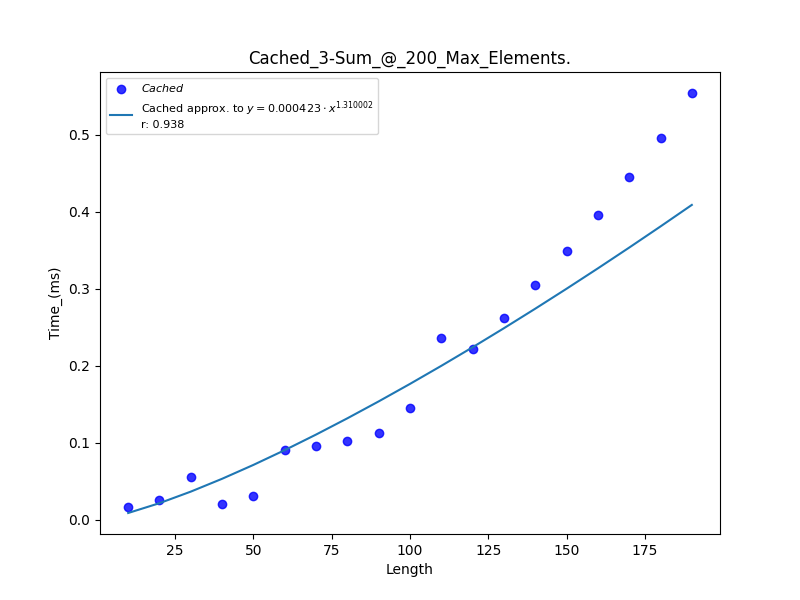 Cached_3-Sum_@_200_Max_Elements.
Cached
Cached approx. to y = 0.000423 · x^1.310002
r: 0.938
0.5
0.4
0.3
0.2
0.1
0.0
Time_(ms)
25 50 75 100 125 150 175
Length